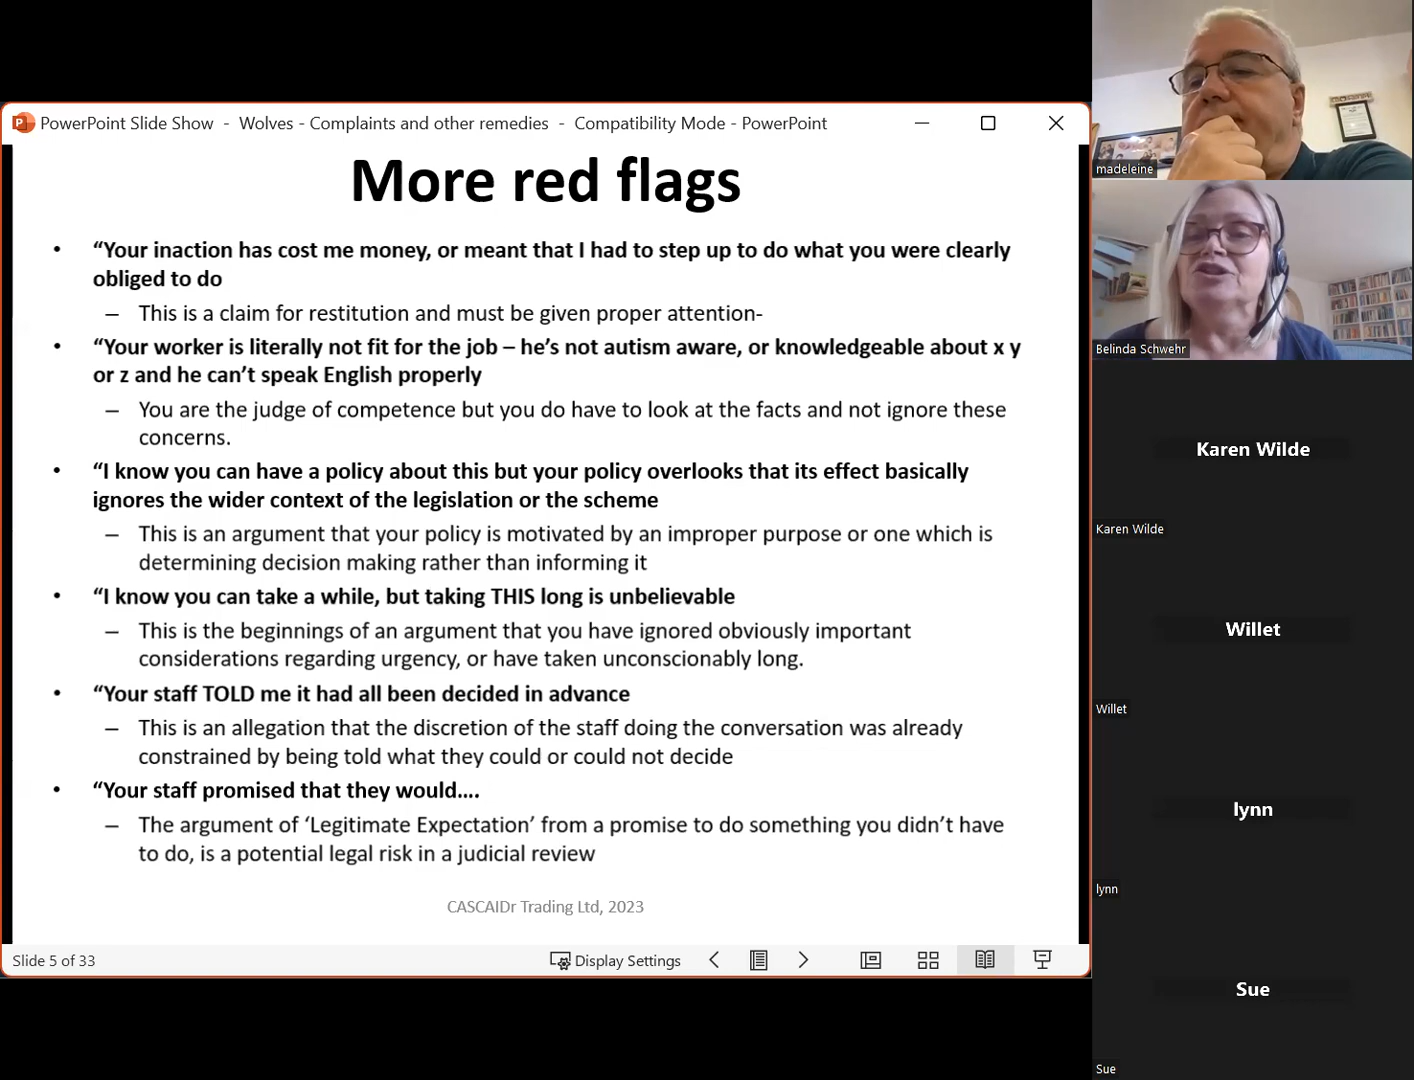 PowerPoint Slide Show - Wolves - Complaints and other remedies - Compatibility Mode - PowerPoint
More red flags
• “Your inaction has cost me money, or meant that I had to step up to do what you were clearly
obliged to do
– This is a claim for restitution and must be given proper attention-
• “Your worker is literally not fit for the job – he’s not autism aware, or knowledgeable about x y
or z and he can’t speak English properly
– You are the judge of competence but you do have to look at the facts and not ignore these
concerns.
• “I know you can have a policy about this but your policy overlooks that its effect basically
ignores the wider context of the legislation or the scheme
– This is an argument that your policy is motivated by an improper purpose or one which is
determining decision making rather than informing it
• “I know you can take a while, but taking THIS long is unbelievable
– This is the beginnings of an argument that you have ignored obviously important
considerations regarding urgency, or have taken unconscionably long.
• “Your staff TOLD me it had all been decided in advance
– This is an allegation that the discretion of the staff doing the conversation was already
constrained by being told what they could or could not decide
• “Your staff promised that they would....
– The argument of ‘Legitimate Expectation’ from a promise to do something you didn’t have
to do, is a potential legal risk in a judicial review
CASCAIDr Trading Ltd, 2023
Slide 5 of 33
Display Settings
madeleine
Belinda Schwehr
Karen Wilde
Karen Wilde
Willet
Willet
lynn
lynn
Sue
Sue